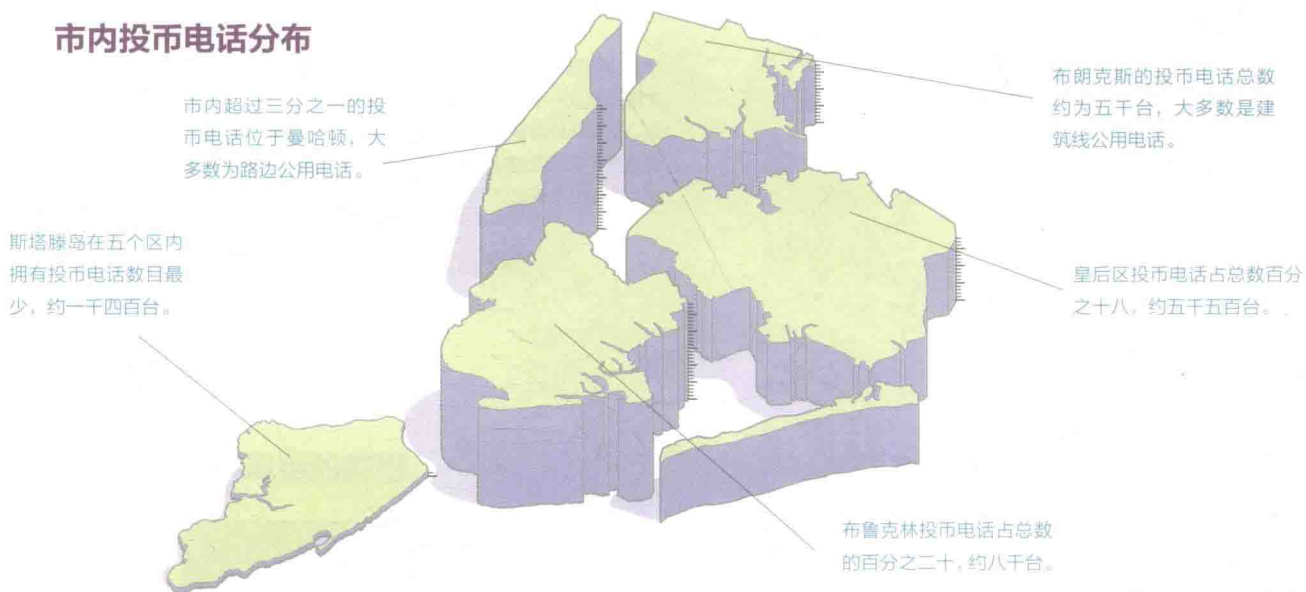 市内投币电话分布
市内超过三分之一的投
币电话位于曼哈顿，大
多数为路边公用电话。
布朗克斯的投币电话总数
约为五千台，大多数是建
筑线公用电话。
斯塔滕岛在五个区内
拥有投币电话数目最
少，约一千四百台。
皇后区投币电话占总数百分
之十八，约五千五百台。
布鲁克林投币电话占总数
的百分之二十，约八千台。